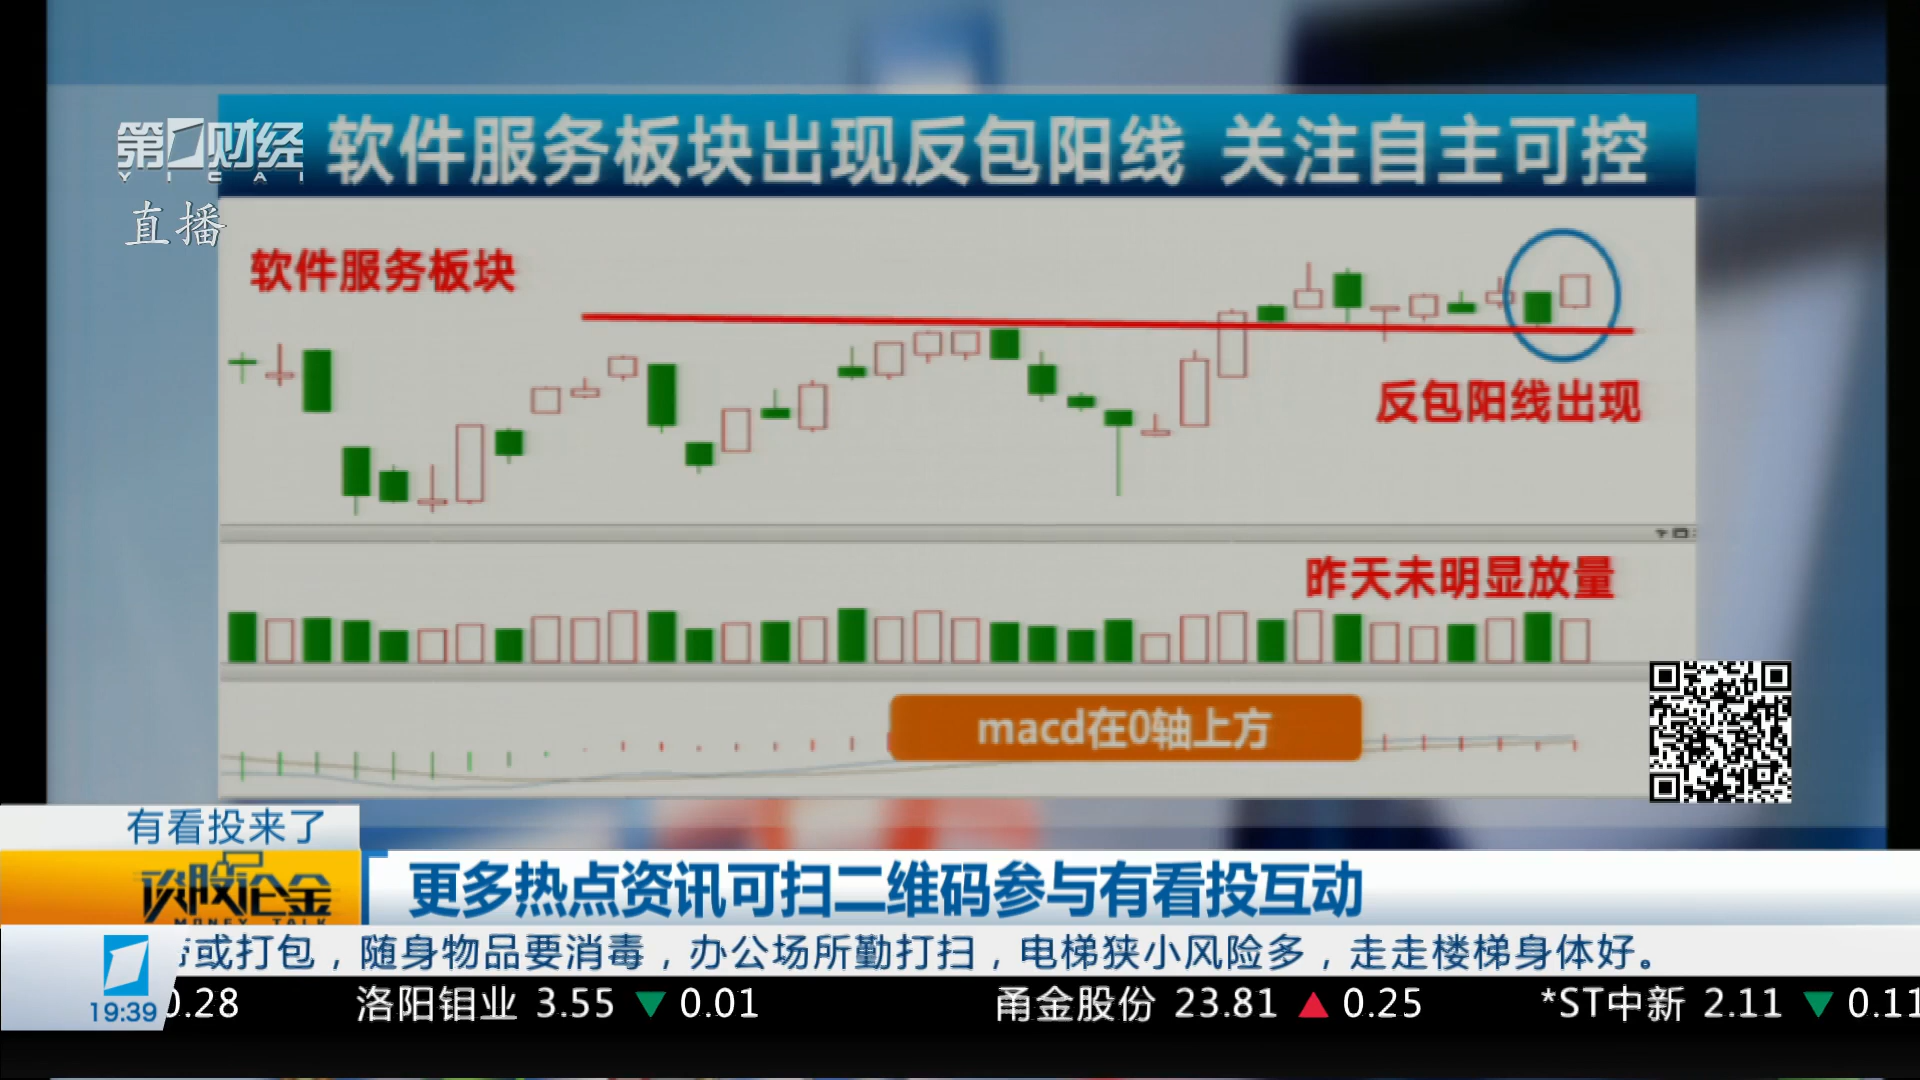 第1财经
YICAI
直播
软件服务板块出现反包阳线 关注自主可控
软件服务板块
反包阳线出现
昨天未明显放量
macd在0轴上方
有看投来了
谈股论金
MONEY TALK
更多热点资讯可扫二维码参与有看投互动
或打包，随身物品要消毒，办公场所勤打扫，电梯狭小风险多，走走楼梯身体好。
19:39
0.28 洛阳钼业 3.55 ▼ 0.01 甬金股份 23.81 ▲ 0.25 *ST中新 2.11 ▼ 0.11